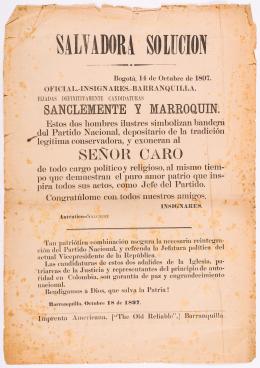 SALVADORA SOLUCION
Bogotá, 14 de Octubre de 1897.
OFICIAL.-INSIGNARES.-BARRANQUILLA.
FIJADAS DEFINITIVAMENTE CANDIDATURAS
SANCLEMENTE Y MARROQUIN.
Estos dos hombres ilustres simbolizan bandera
del Partido Nacional, depositario de la tradición
legítima conservadora, y exoneran al
SEÑOR CARO
de todo cargo político y religioso, al mismo tiem-
po que demuestran el puro amor patrio que ins-
pira todos sus actos, como Jefe del Partido.
Congratúlome con todos nuestros amigos.
INSIGNARES.
Auténtico.-
Tan patriótica combinación asegura la necesaria reintegra-
ción del Partido Nacional, y refrenda la Jefatura política del
actual Vicepresidente de la República.
Las candidaturas de estos dos adalides de la Iglesia, pa-
triarcas de la Justicia y representantes del principio de auto-
ridad en Colombia, son garantía de paz y engrandecimiento
nacional.
Bendigamos a Dios, que salva la Patria!
Barranquilla, Octubre 18 de 1897.
Imprenta Americana. ["The Old Reliable".] Barranquilla